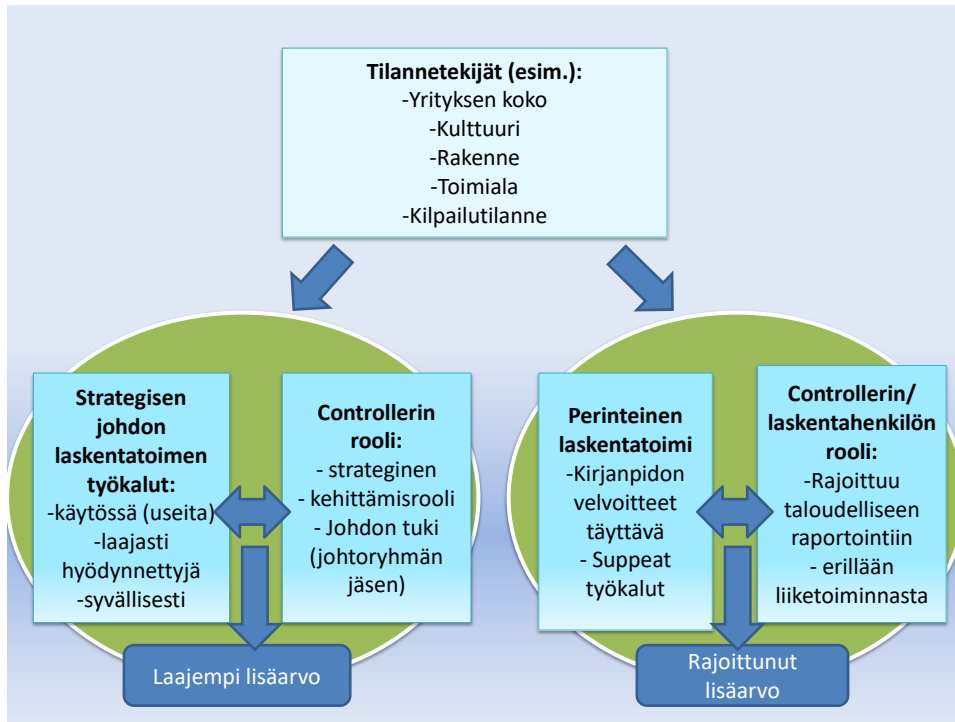 Tilannetekijät (esim.):
-Yrityksen koko
-Kulttuuri
-Rakenne
-Toimiala
-Kilpailutilanne
Strategisen
johdon
laskentatoimen
työkalut:
-käytössä (useita)
-laajasti
hyödynnettyjä
-syvällisesti
Controllerin
rooli:
- strateginen
- kehittämisrooli
- Johdon tuki
(johtoryhmän
jäsen)
Laajempi lisäarvo
Perinteinen
laskentatoimi
-Kirjanpidon
velvoitteet
täyttävä
- Suppeat
työkalut
Controllerin/
laskentahenkilön
rooli:
-Rajoittuu
taloudelliseen
raportointiin
- erillään
liiketoiminnasta
Rajoittunut
lisäarvo